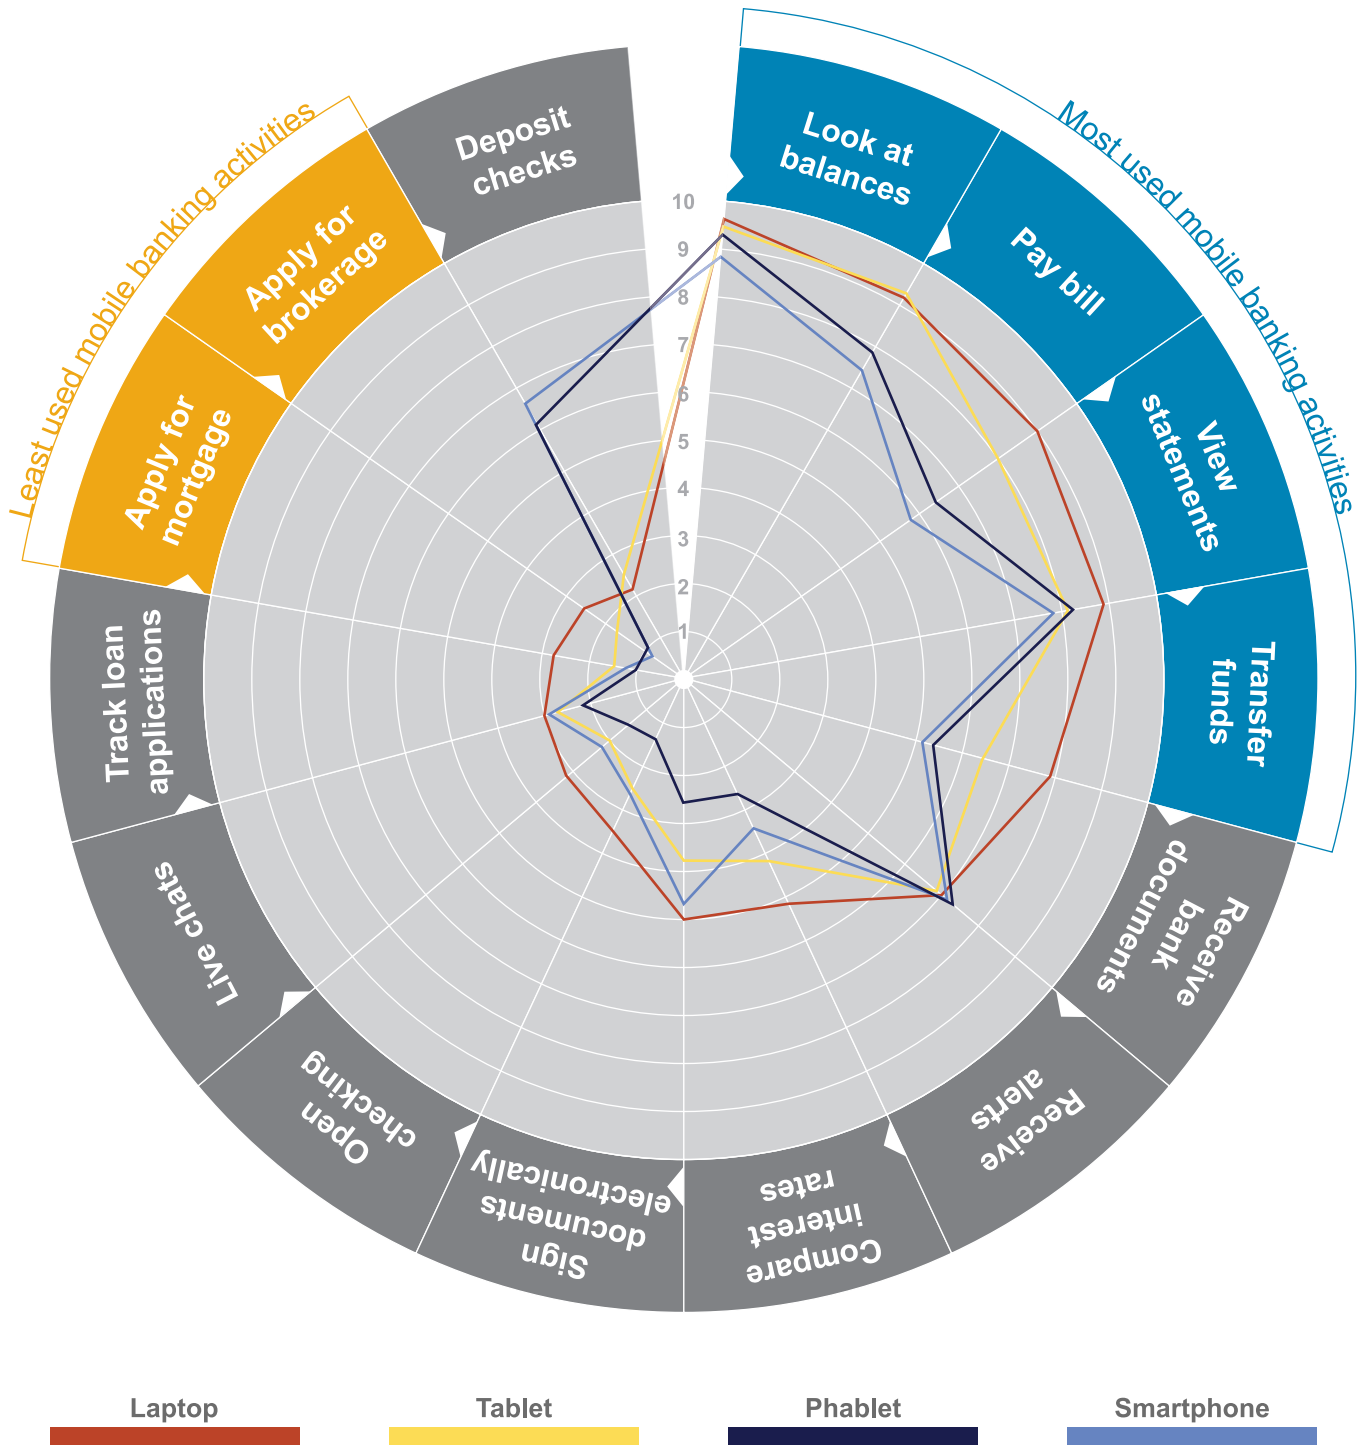 Least used mobile banking activities
Most used mobile banking activities
Look at
balances
Pay bill
View
statements
Transfer
funds
Receive
bank
documents
Receive
alerts
Compare
interest
rates
Sign
documents
electronically
Open
checking
Live chats
Track loan
applications
Apply for
mortgage
Apply for
brokerage
Deposit
checks
10
9
8
7
6
5
4
3
2
1
Laptop
Tablet
Phablet
Smartphone